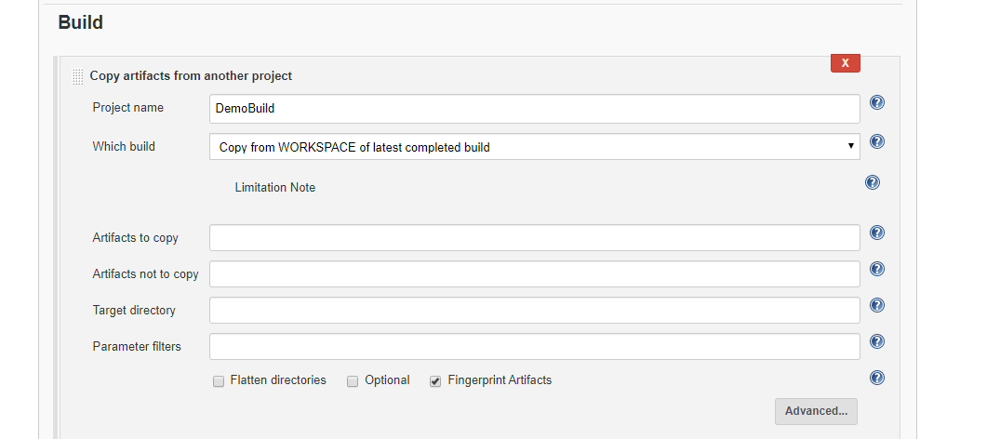 Build
X
Copy artifacts from another project
Project name
DemoBuild
?
Which build
Copy from WORKSPACE of latest completed build
?
Limitation Note
?
Artifacts to copy
?
Artifacts not to copy
?
Target directory
?
Parameter filters
?
Flatten directories Optional Fingerprint Artifacts
?
Advanced...